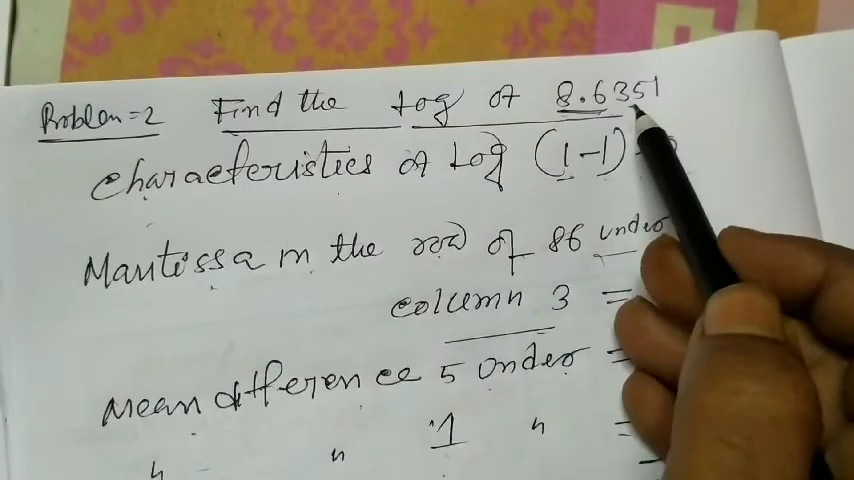 Problem=2 Find the Log of 8.6351
characteristics of Log (1-1)
Mantissa in the row of 86 under
column 3 =
Mean difference 5 under =
" " 1 " =
"